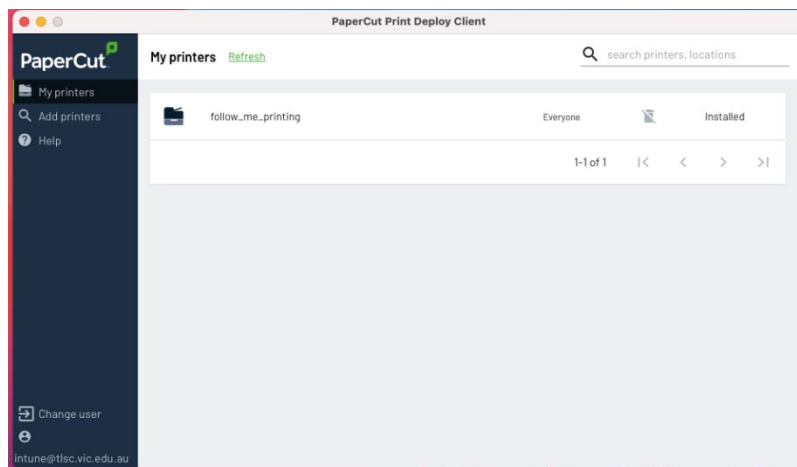 PaperCut Print Deploy Client
PaperCut
My printers Refresh
search printers, locations
My printers
Add printers
Help
follow_me_printing Everyone Installed
1-1 of 1
Change user
intune@tlsc.vic.edu.au